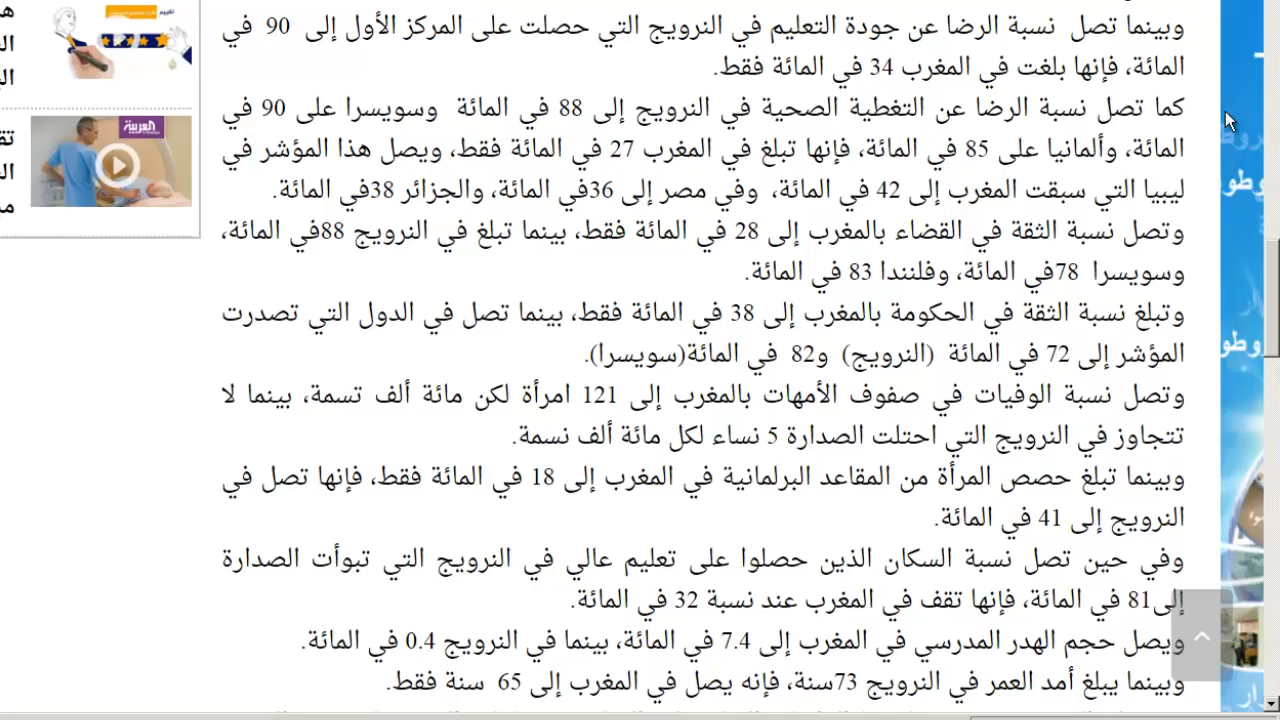 وبينما تصل نسبة الرضا عن جودة التعليم في النرويج التي حصلت على المركز الأول إلى 90 في
المائة، فإنها بلغت في المغرب 34 في المائة فقط.
كما تصل نسبة الرضا عن التغطية الصحية في النرويج إلى 88 في المائة وسويسرا على 90 في
المائة، وألمانيا على 85 في المائة، فإنها تبلغ في المغرب 27 في المائة فقط، ويصل هذا المؤشر في
ليبيا التي سبقت المغرب إلى 42 في المائة، وفي مصر إلى 36في المائة، والجزائر 38في المائة.
وتصل نسبة الثقة في القضاء بالمغرب إلى 28 في المائة فقط، بينما تبلغ في النرويج 88في المائة،
وسويسرا 78في المائة، وفلنندا 83 في المائة.
وتبلغ نسبة الثقة في الحكومة بالمغرب إلى 38 في المائة فقط، بينما تصل في الدول التي تصدرت
المؤشر إلى 72 في المائة (النرويج) و82 في المائة(سويسرا).
وتصل نسبة الوفيات في صفوف الأمهات بالمغرب إلى 121 امرأة لكن مائة ألف تسمة، بينما لا
تتجاوز في النرويج التي احتلت الصدارة 5 نساء لكل مائة ألف نسمة.
وبينما تبلغ حصص المرأة من المقاعد البرلمانية في المغرب إلى 18 في المائة فقط، فإنها تصل في
النرويج إلى 41 في المائة.
وفي حين تصل نسبة السكان الذين حصلوا على تعليم عالي في النرويج التي تبوأت الصدارة
إلى81 في المائة، فإنها تقف في المغرب عند نسبة 32 في المائة.
ويصل حجم الهدر المدرسي في المغرب إلى 7.4 في المائة، بينما في النرويج 0.4 في المائة.
وبينما يبلغ أمد العمر في النرويج 73سنة، فإنه يصل في المغرب إلى 65 سنة فقط.
تقييم
العربية